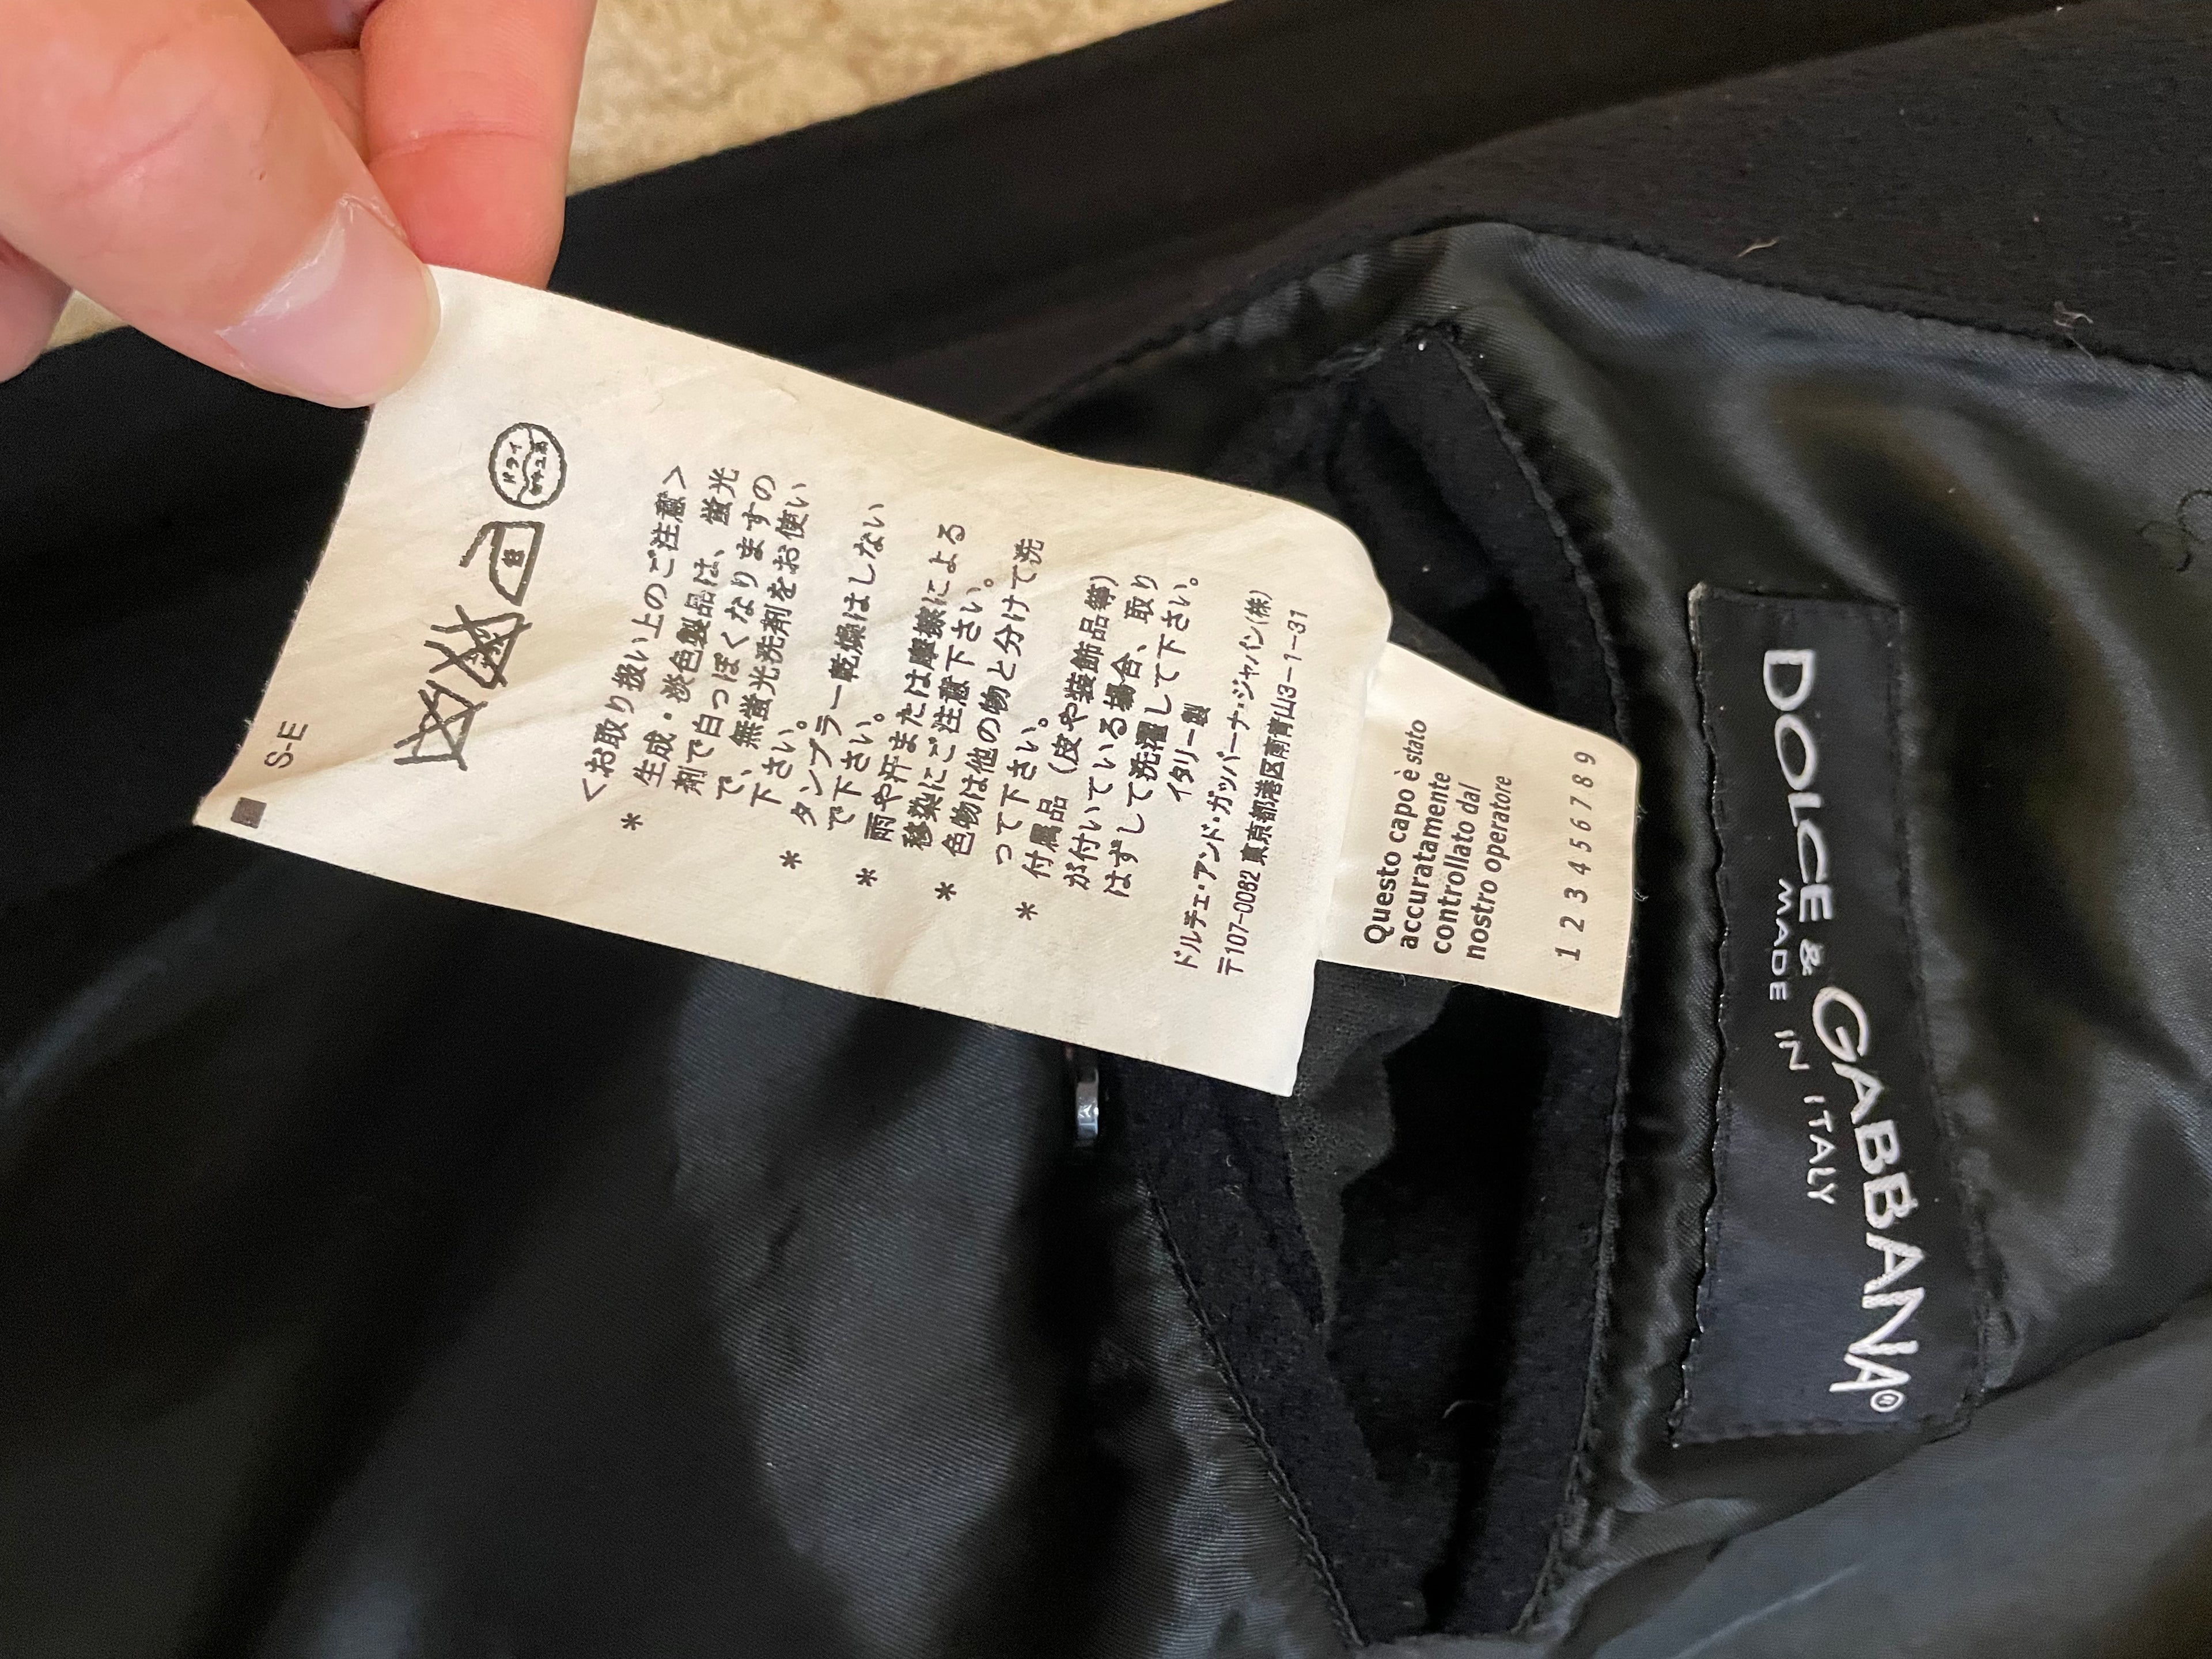 S-E
ドライ
セキユ系
中
<お取り扱い上のご注意>
* 生成・淡色製品は、蛍光
剤で白っぽくなりますの
で、無蛍光洗剤をお使い
下さい。
* タンブラー乾燥はしない
で下さい。
* 雨や汗または摩擦による
移染にご注意下さい。
* 色物は他の物と分けて洗
って下さい。
* 付属品(皮や装飾品等)
が付いている場合、取り
はずして洗濯して下さい。
イタリー製
ドルチェ・アンド・ガッバーナ・ジャパン(株)
〒107-0062 東京都港区南青山3-1-31
Questo capo è stato
accuratamente
controllato dal
nostro operatore
1 2 3 4 5 6 7 8 9
DOLCE & GABBANA®
MADE IN ITALY